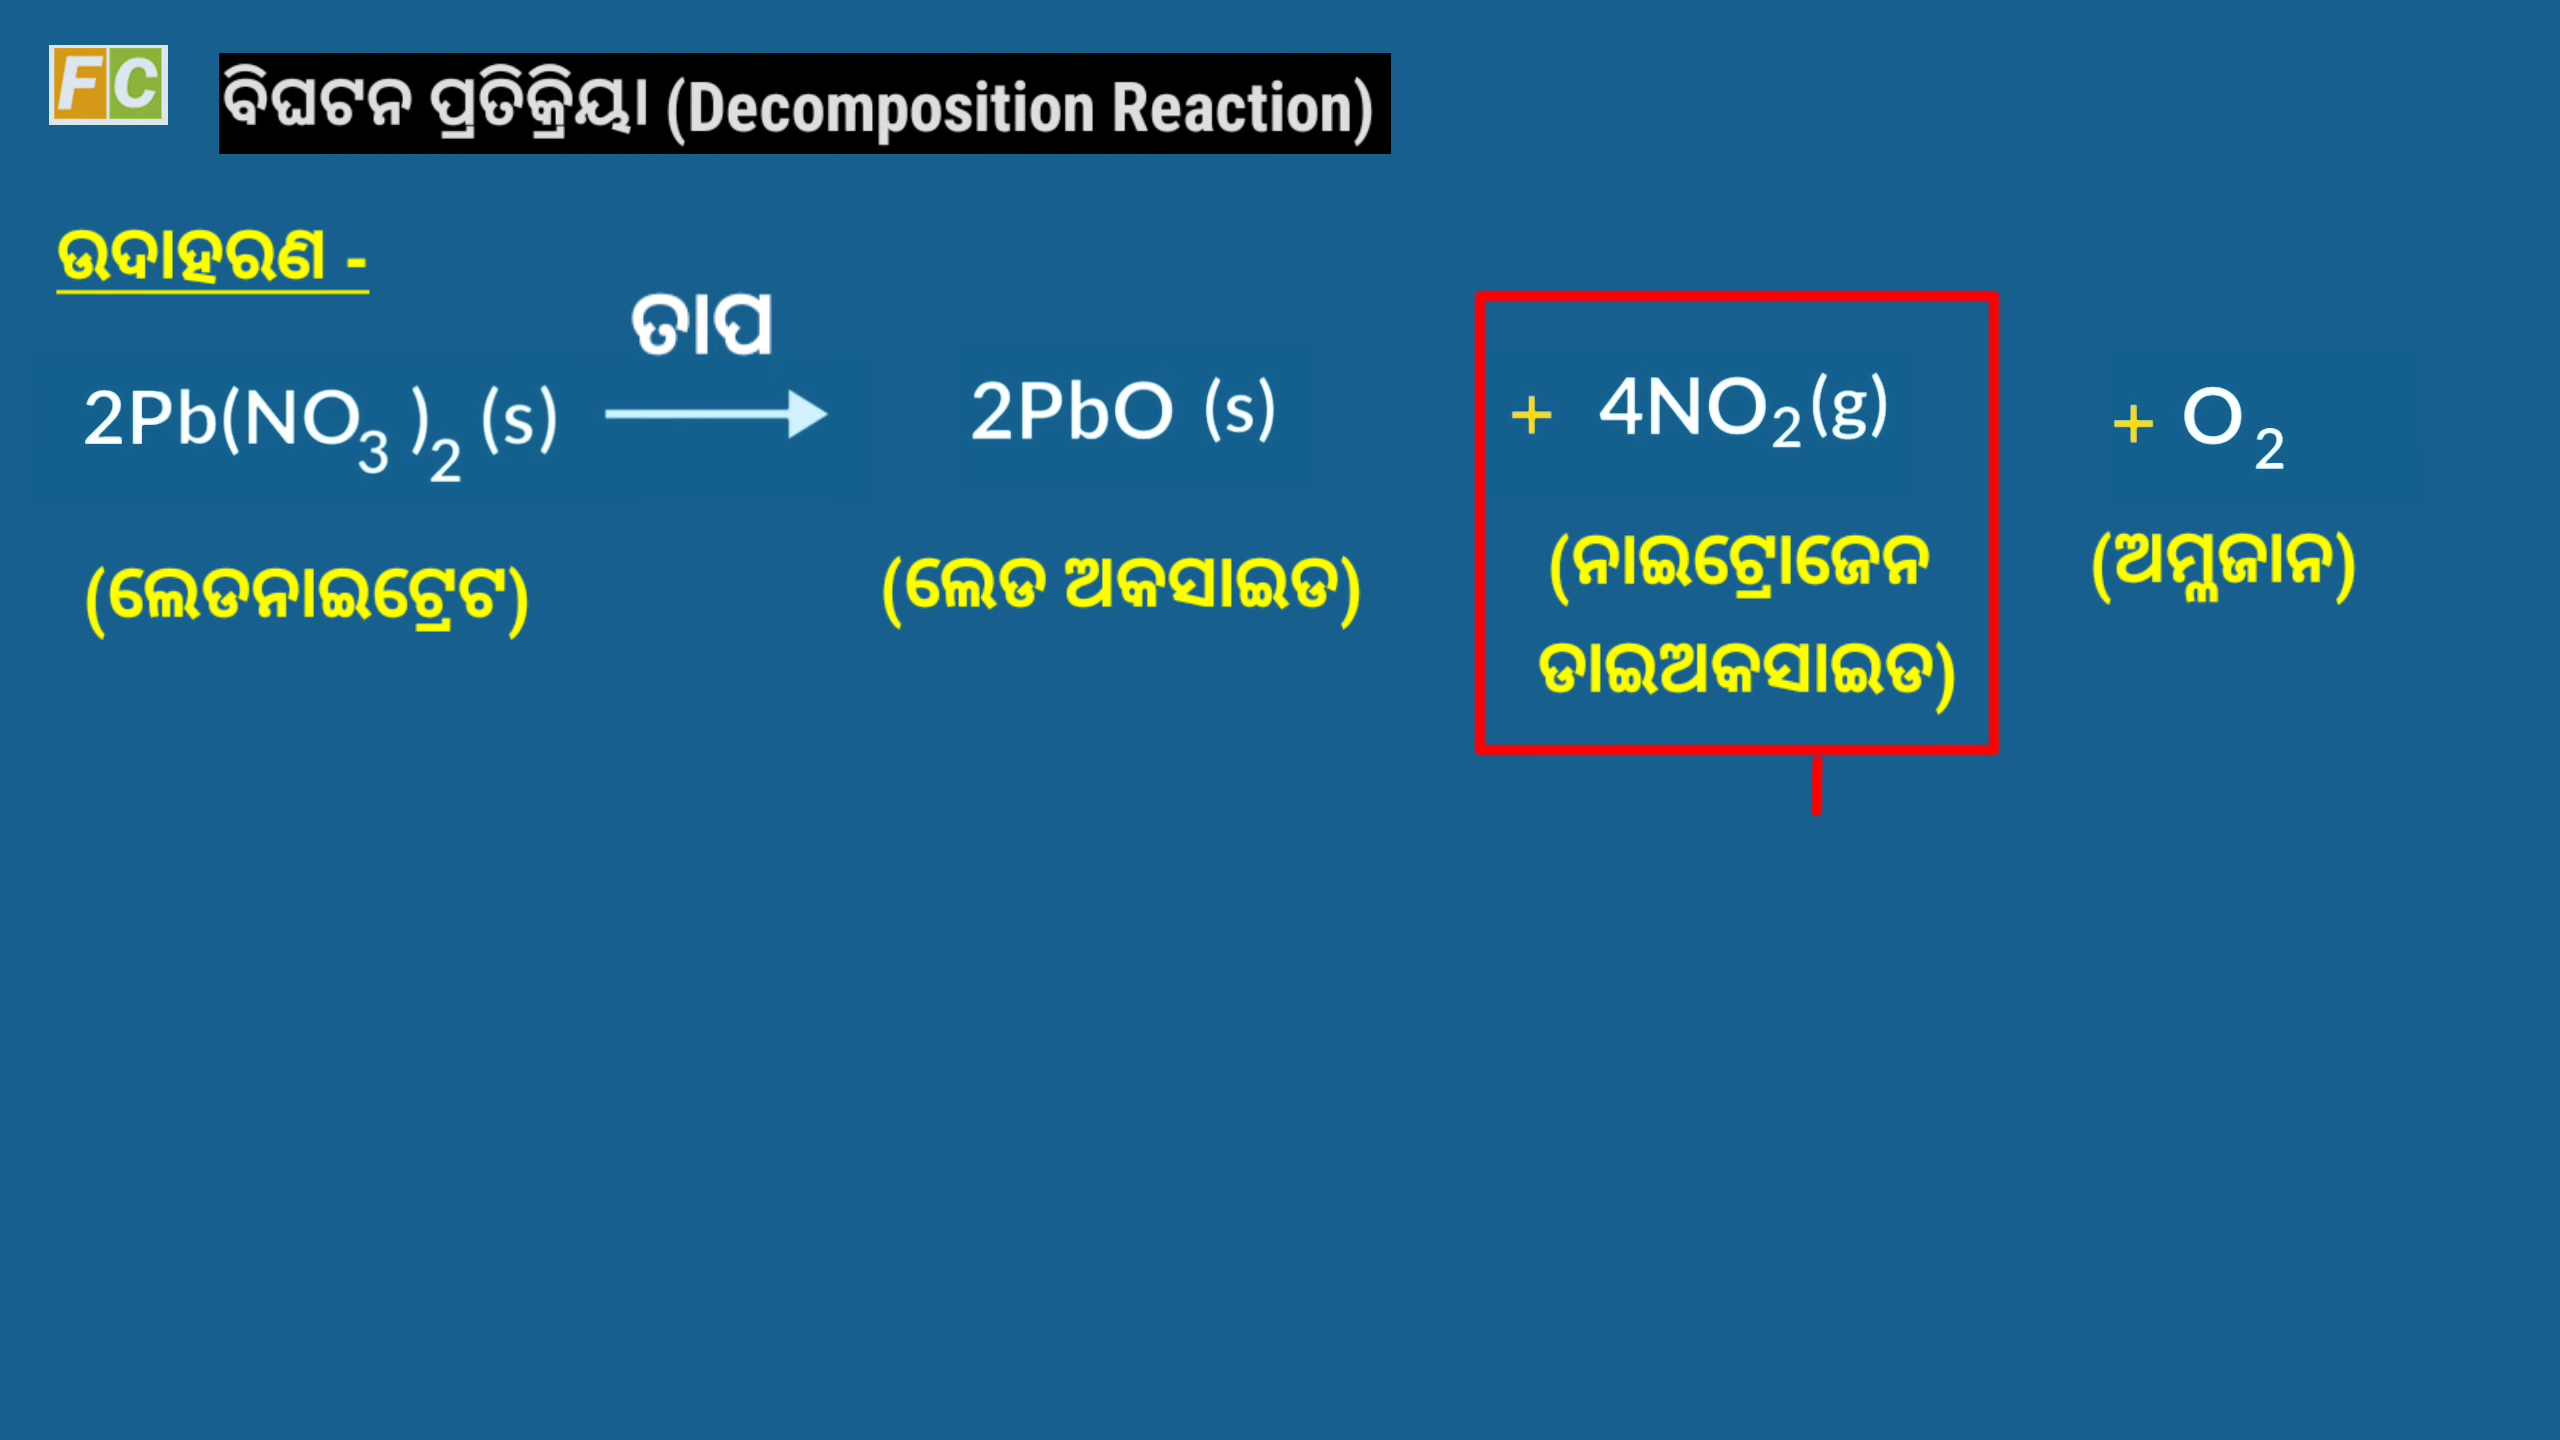 FC
ବିଘଟନ ପ୍ରତିକ୍ରିୟା (Decomposition Reaction)
ଉଦାହରଣ -
ତାପ
2Pb(NO₃)₂ (s) → 2PbO (s) + 4NO₂(g) + O₂
(ଲେଡନାଇଟ୍ରେଟ) (ଲେଡ ଅକସାଇଡ) (ନାଇଟ୍ରୋଜେନ (ଅମ୍ଳଜାନ)
ଡାଇଅକସାଇଡ)